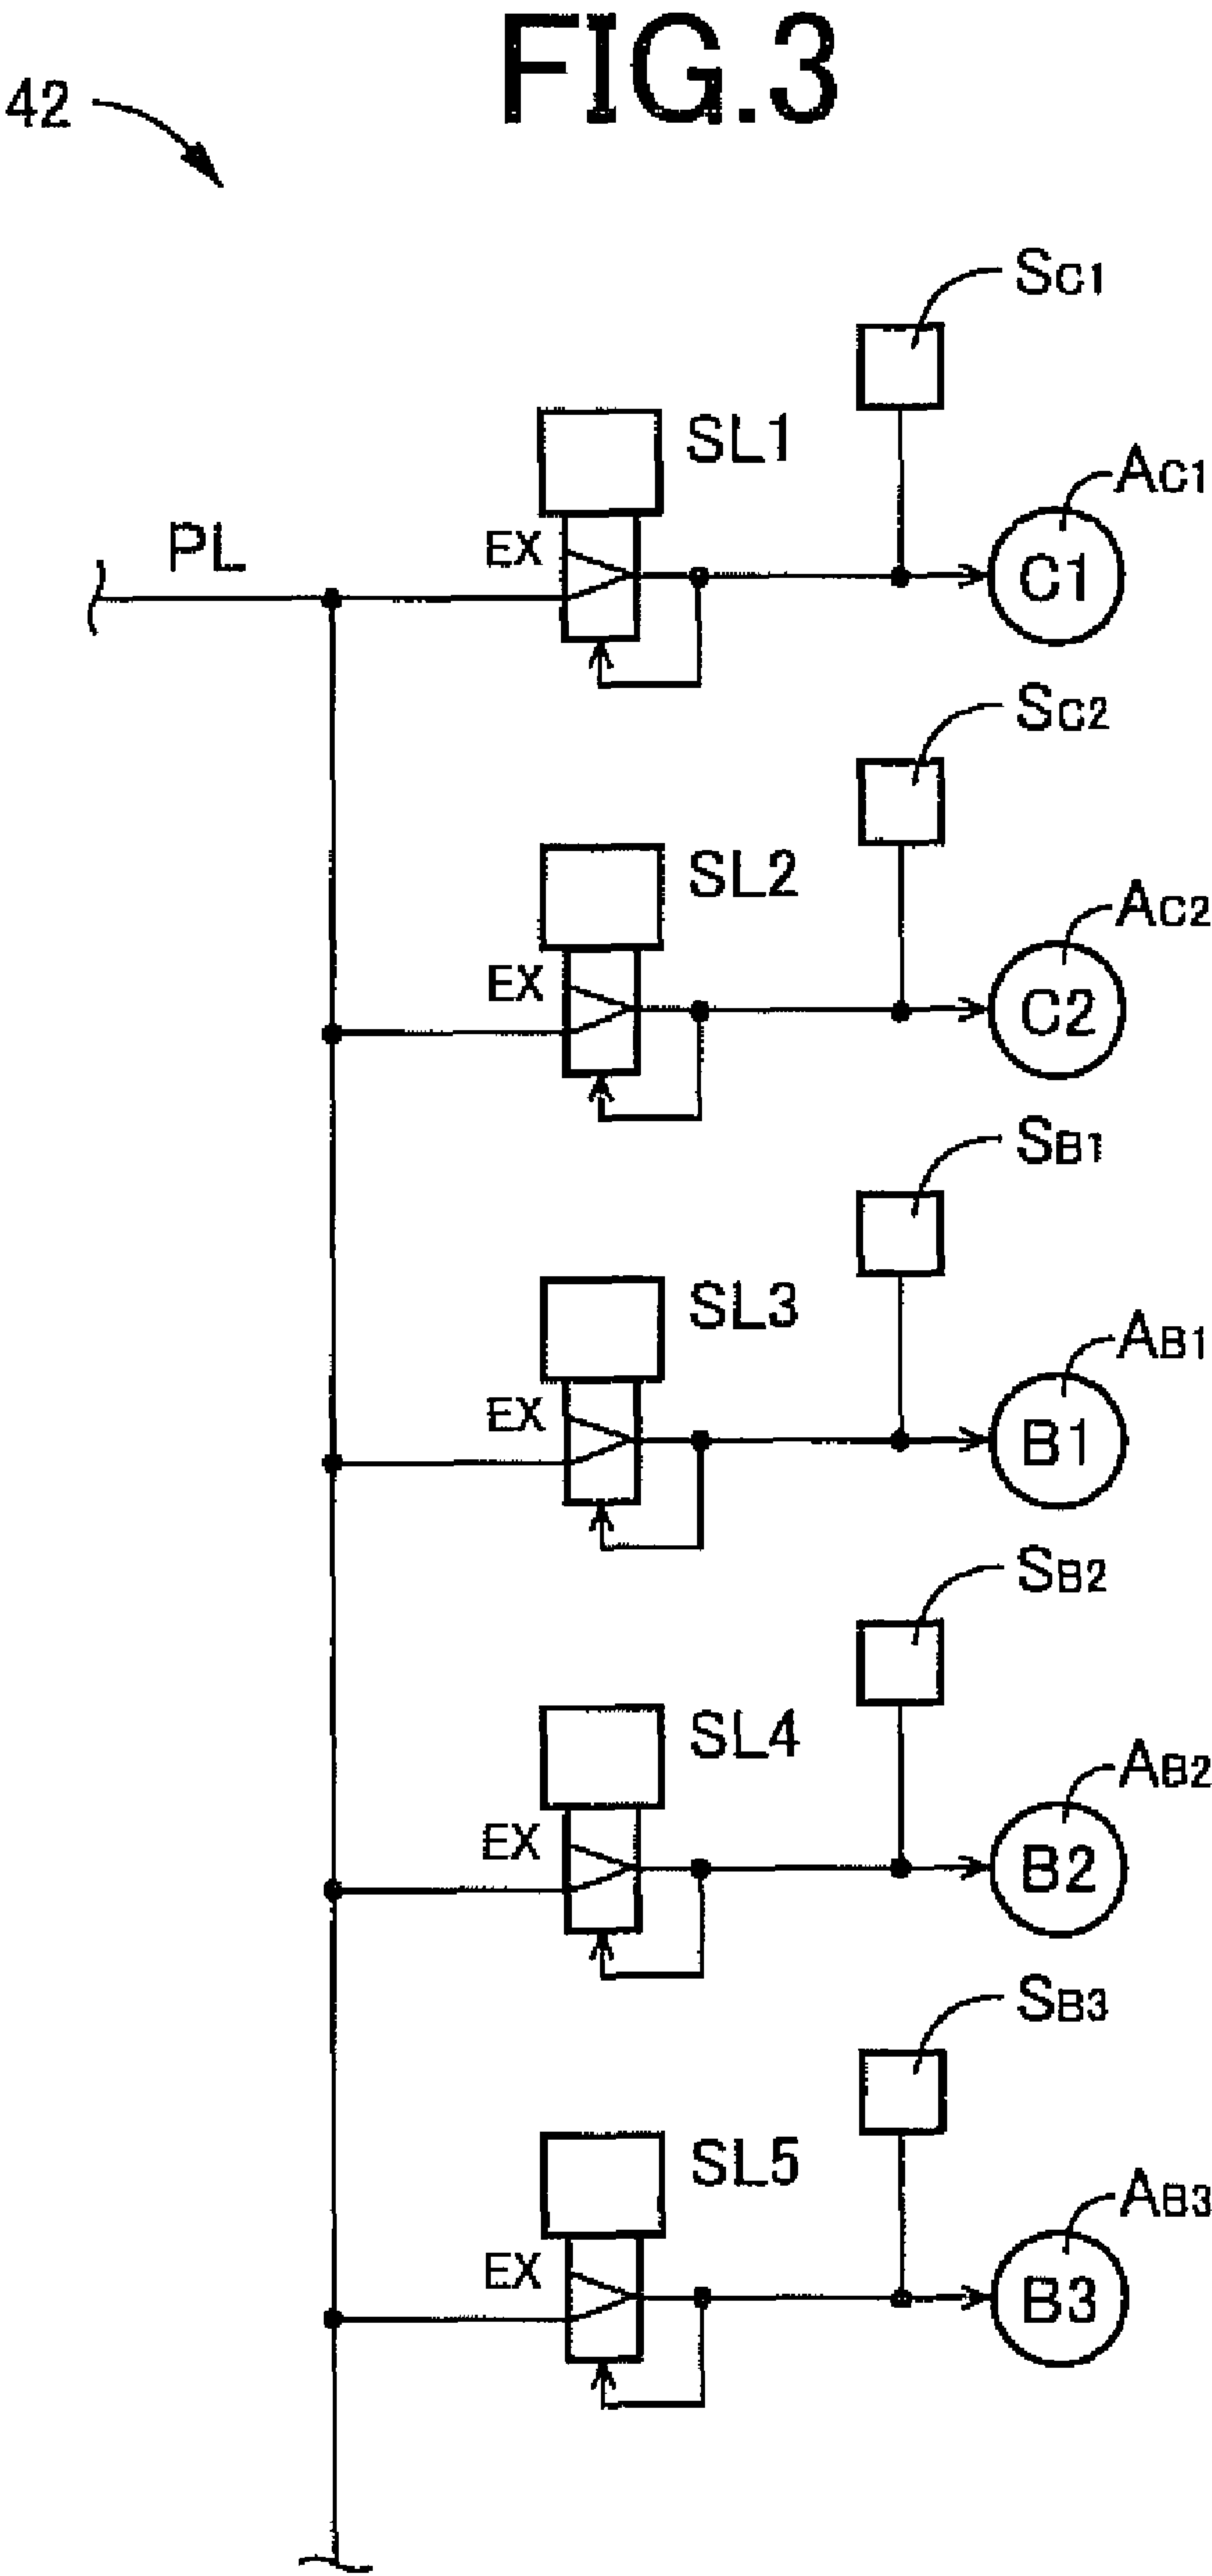 FIG.3
42
SC1
SL1
AC1
EX
PL
C1
SC2
SL2
AC2
EX
C2
SB1
SL3
AB1
EX
B1
SB2
SL4
AB2
EX
B2
SB3
SL5
AB3
EX
B3